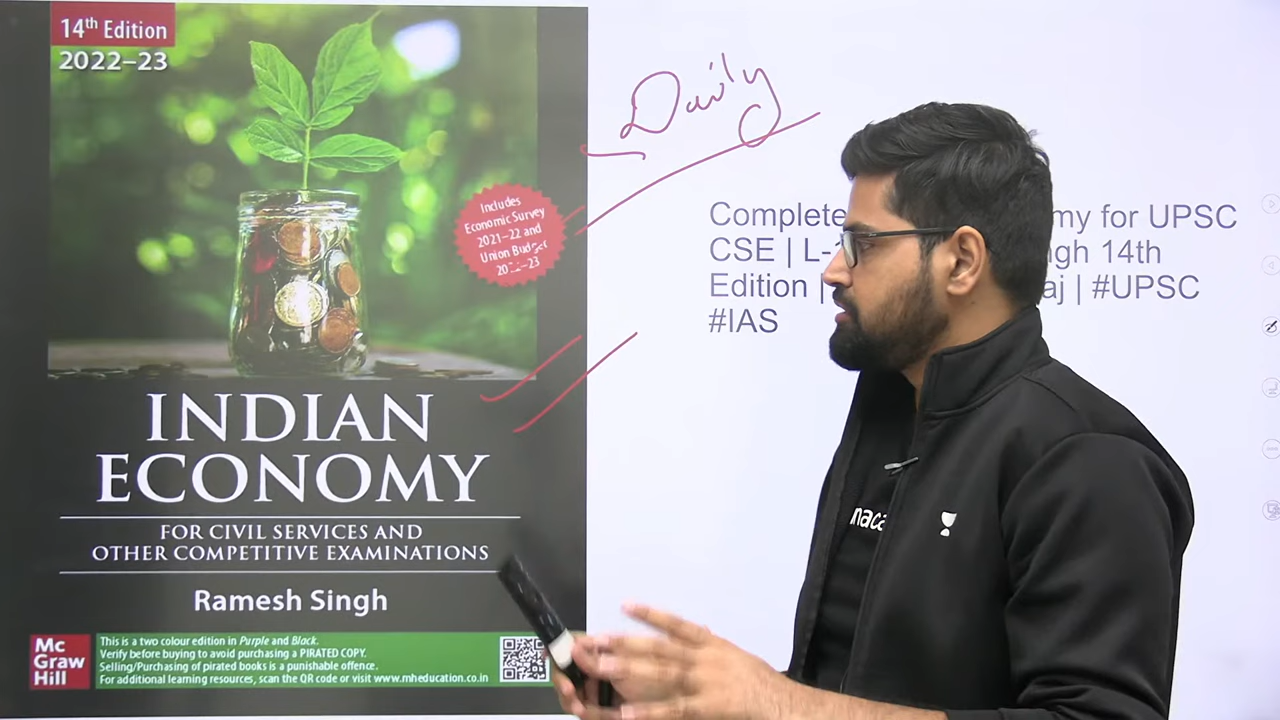 14th Edition
2022–23
Includes
Economic Survey
2021–22 and
Union Budget
INDIAN
ECONOMY
FOR CIVIL SERVICES AND
OTHER COMPETITIVE EXAMINATIONS
Ramesh Singh
Mc
Graw
Hill
This is a two colour edition in Purple and Black.
Verify before buying to avoid purchasing a PIRATED COPY.
Selling/Purchasing of pirated books is a punishable offence.
For additional learning resources, scan the QR code or visit www.mheducation.co.in
Daily
Complete my for UPSC
CSE | L- gh 14th
Edition | aj | #UPSC
#IAS
naca